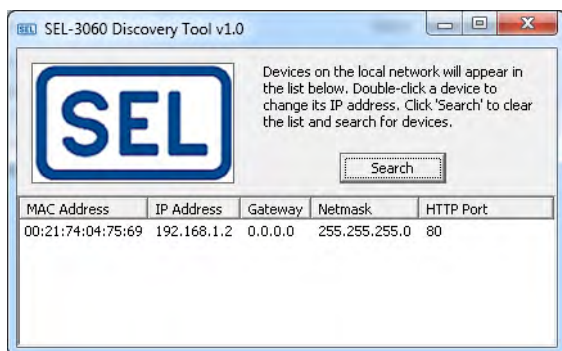 SEL SEL-3060 Discovery Tool v1.0
SEL
Devices on the local network will appear in
the list below. Double-click a device to
change its IP address. Click 'Search' to clear
the list and search for devices.
Search
MAC Address IP Address Gateway Netmask HTTP Port
00:21:74:04:75:69 192.168.1.2 0.0.0.0 255.255.255.0 80